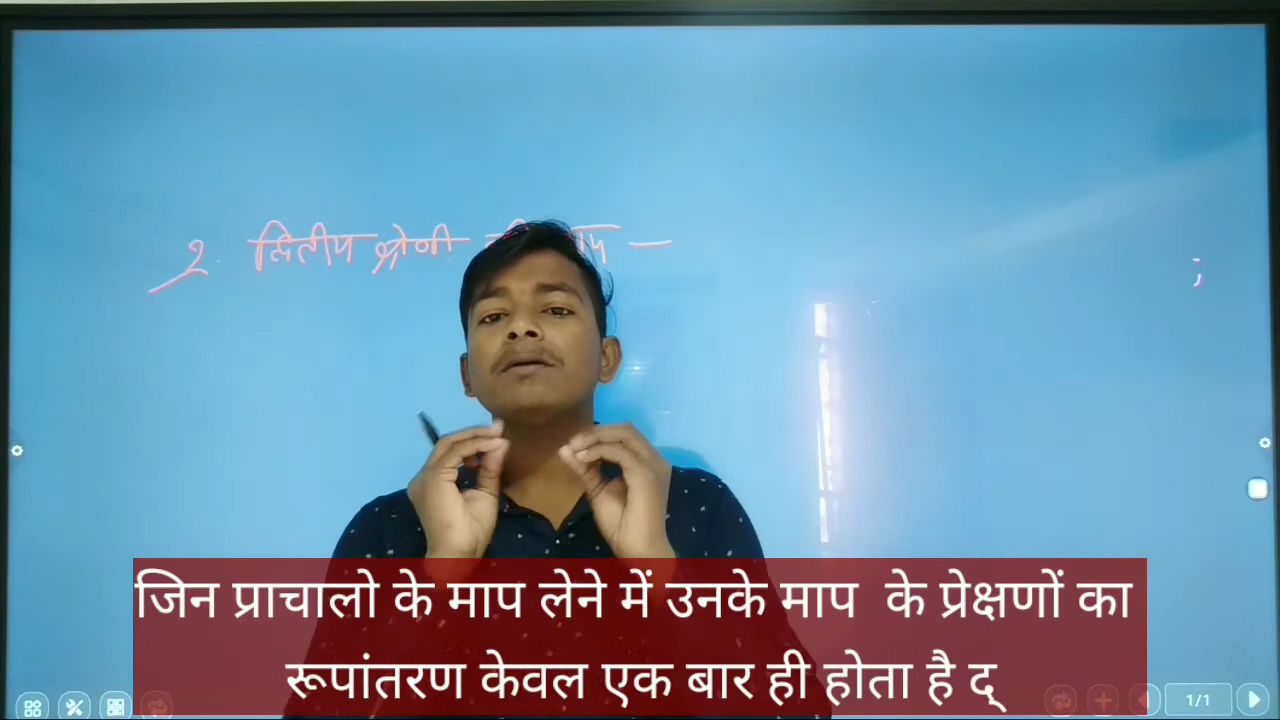 2. द्वितीय श्रेणी माप —
जिन प्राचालो के माप लेने में उनके माप के प्रेक्षणों का
रूपांतरण केवल एक बार ही होता है द्
1/1